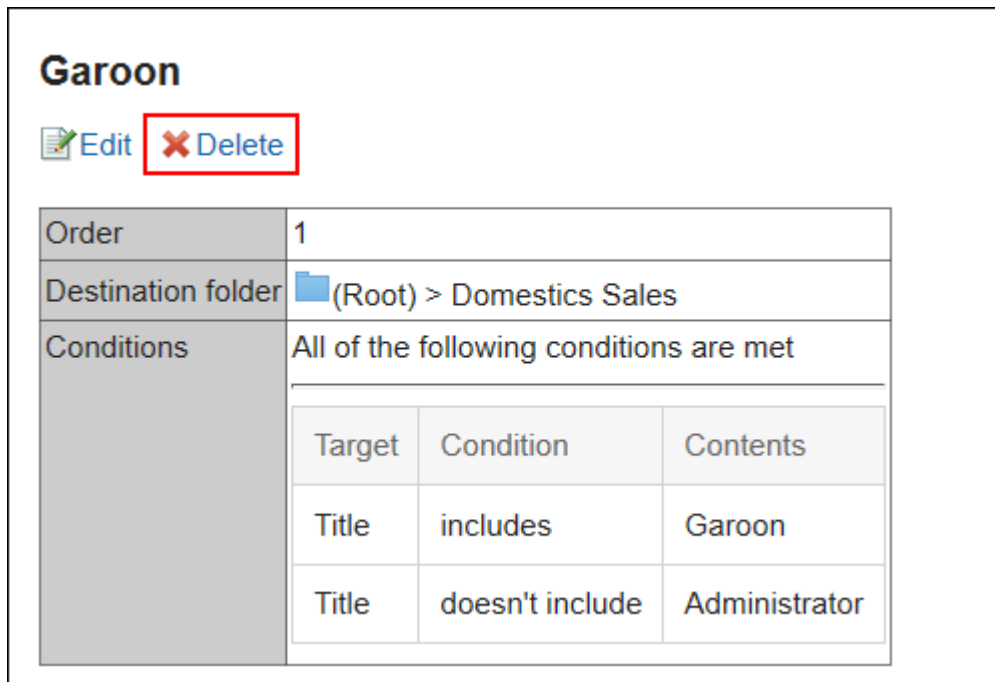 Garoon
Edit Delete
Order 1
Destination folder (Root) > Domestics Sales
Conditions All of the following conditions are met
Target Condition Contents
Title includes Garoon
Title doesn't include Administrator